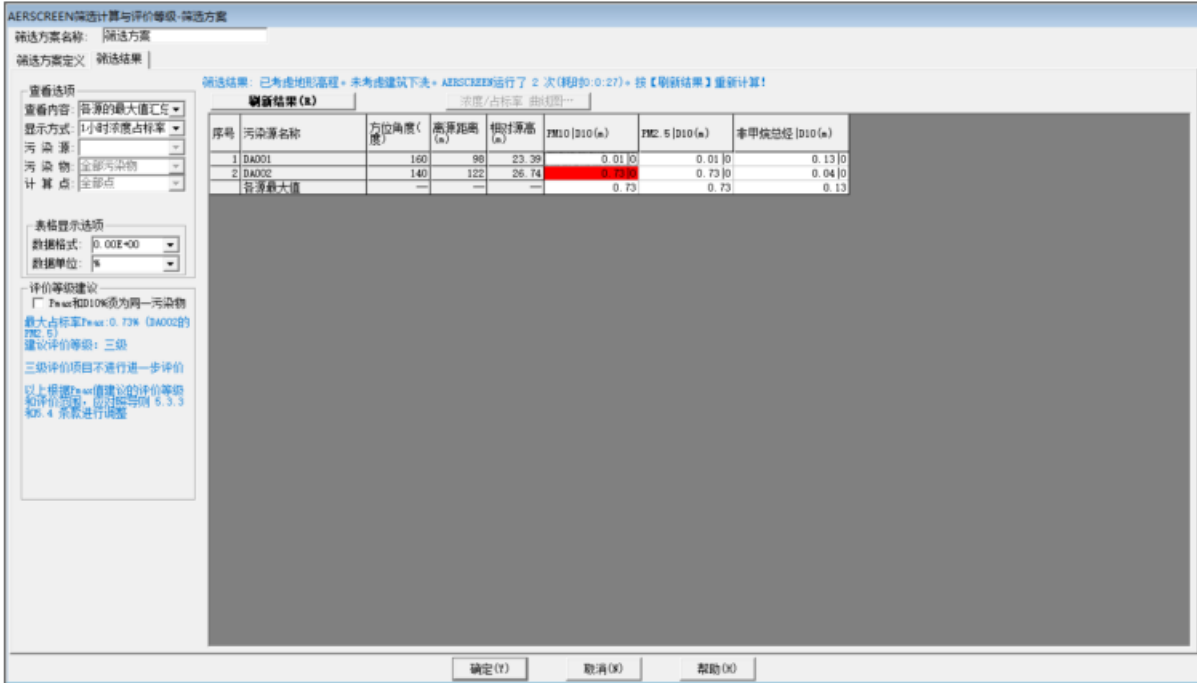 AERSCREEN筛选计算与评价等级-筛选方案
筛选方案名称: 筛选方案
筛选方案定义 筛选结果
筛选结果: 已考虑地形高程。未考虑建筑下洗。AERSCREEN运行了 2 次(耗时0:0:27)。按【刷新结果】重新计算!
查看选项
查看内容: 各源的最大值汇总
显示方式: 1小时浓度占标率
污 染 源:
污 染 物: 全部污染物
计 算 点: 全部点
表格显示选项
数据格式: 0.00E+00
数据单位: %
评价等级建议
Pmax和D10%须为同一污染物
最大占标率Pmax:0.73% (DA002的
PM2.5)
建议评价等级: 三级
三级评价项目不进行进一步评价
以上根据Pmax值建议的评价等级
和评价范围,应对照导则 5.3.3
和5.4 条款进行调整
刷新结果(R) 浓度/占标率 曲线图…
序号 污染源名称 方位角度(度) 离源距离(m) 相对源高(m) PM10|D10(m) PM2.5|D10(m) 非甲烷总烃|D10(m)
1 DA001 160 98 23.39 0.01|0 0.01|0 0.13|0
2 DA002 140 122 26.74 0.73|0 0.73|0 0.04|0
各源最大值 — — — 0.73 0.73 0.13
确定(Y) 取消(N) 帮助(H)